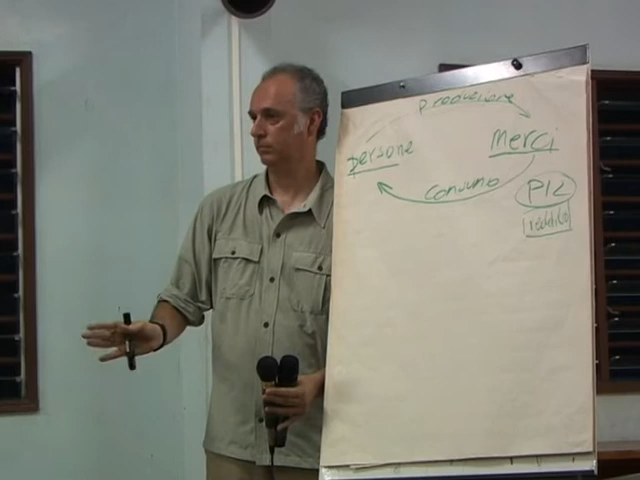 produzione
persone
Merci
consumo
PIL
reddito